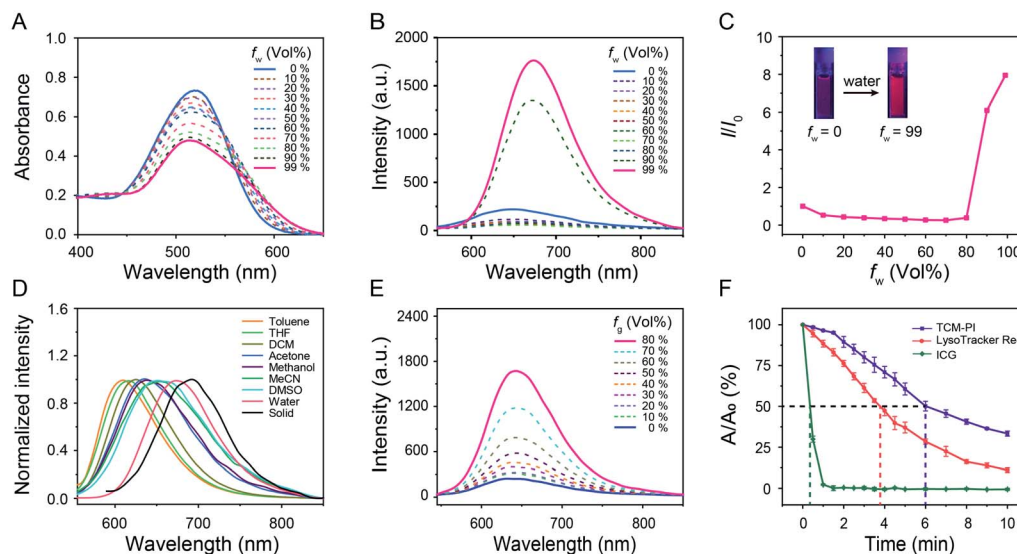 A
1.0
0.8
0.6
0.4
0.2
0.0
Absorbance
400
500
600
Wavelength (nm)
fw (Vol%)
0 %
10 %
20 %
30 %
40 %
50 %
60 %
70 %
80 %
90 %
99 %
B
2000
1500
1000
500
0
Intensity (a.u.)
600
700
800
Wavelength (nm)
fw (Vol%)
0 %
10 %
20 %
30 %
40 %
50 %
60 %
70 %
80 %
90 %
99 %
C
10
8
6
4
2
0
I/I0
water
fw = 0
fw = 99
0
20
40
60
80
100
fw (Vol%)
D
1.6
1.2
0.8
0.4
0.0
Normalized intensity
600
700
800
Wavelength (nm)
Toluene
THF
DCM
Acetone
Methanol
MeCN
DMSO
Water
Solid
E
2400
1800
1200
600
0
Intensity (a.u.)
600
700
800
Wavelength (nm)
fg (Vol%)
80 %
70 %
60 %
50 %
40 %
30 %
20 %
10 %
0 %
F
100
75
50
25
0
A/A₀ (%)
0
2
4
6
8
10
Time (min)
TCM-PI
LysoTracker Re
ICG